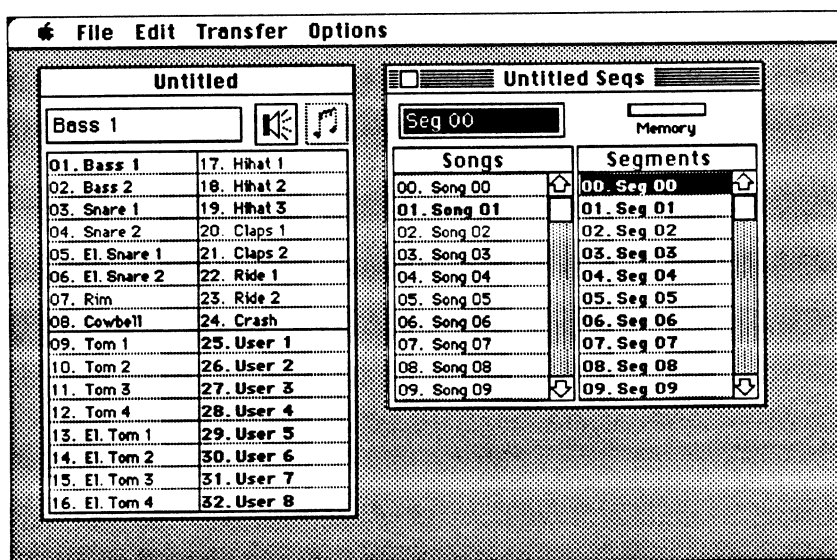 File Edit Transfer Options
Untitled
Bass 1
01. Bass 1
02. Bass 2
03. Snare 1
04. Snare 2
05. El. Snare 1
06. El. Snare 2
07. Rim
08. Cowbell
09. Tom 1
10. Tom 2
11. Tom 3
12. Tom 4
13. El. Tom 1
14. El. Tom 2
15. El. Tom 3
16. El. Tom 4
17. Hihat 1
18. Hihat 2
19. Hihat 3
20. Claps 1
21. Claps 2
22. Ride 1
23. Ride 2
24. Crash
25. User 1
26. User 2
27. User 3
28. User 4
29. User 5
30. User 6
31. User 7
32. User 8
Untitled Seqs
Seg 00
Memory
Songs
00. Song 00
01. Song 01
02. Song 02
03. Song 03
04. Song 04
05. Song 05
06. Song 06
07. Song 07
08. Song 08
09. Song 09
Segments
00. Seg 00
01. Seg 01
02. Seg 02
03. Seg 03
04. Seg 04
05. Seg 05
06. Seg 06
07. Seg 07
08. Seg 08
09. Seg 09